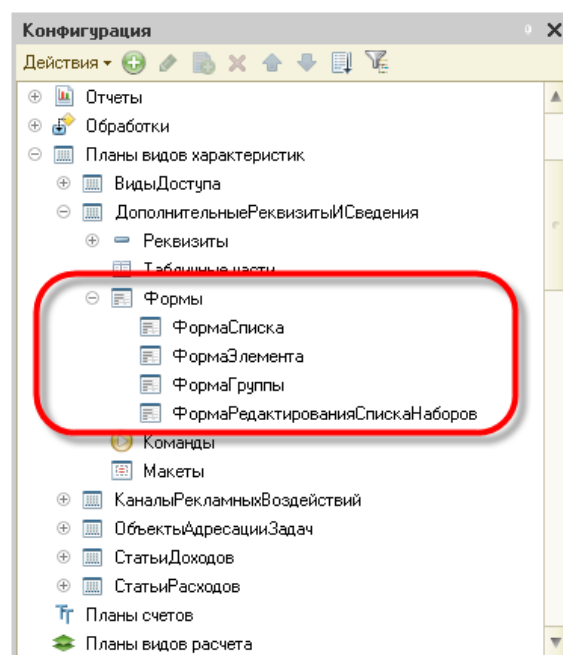 Конфигурация
Действия
Отчеты
Обработки
Планы видов характеристик
ВидыДоступа
ДополнительныеРеквизитыИСведения
Реквизиты
Табличные части
Формы
ФормаСписка
ФормаЭлемента
ФормаГруппы
ФормаРедактированияСпискаНаборов
Команды
Макеты
КаналыРекламныхВоздействий
ОбъектыАдресацииЗадач
СтатьиДоходов
СтатьиРасходов
Планы счетов
Планы видов расчета